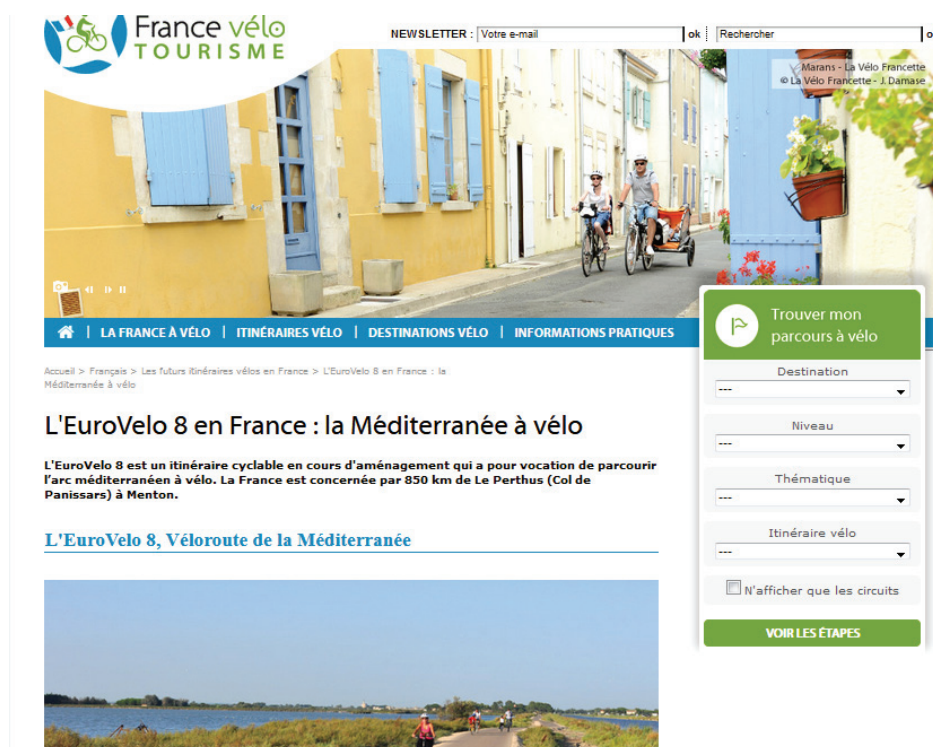 France vélo
TOURISME
NEWSLETTER : Votre e-mail ok Rechercher o
Marans - La Vélo Francette
© La Vélo Francette - J. Damase
LA FRANCE À VÉLO | ITINÉRAIRES VÉLO | DESTINATIONS VÉLO | INFORMATIONS PRATIQUES
Trouver mon
parcours à vélo
Accueil > Français > Les futurs itinéraires vélos en France > L'EuroVelo 8 en France : la
Méditerranée à vélo
L'EuroVelo 8 en France : la Méditerranée à vélo
L'EuroVelo 8 est un itinéraire cyclable en cours d'aménagement qui a pour vocation de parcourir
l'arc méditerranéen à vélo. La France est concernée par 850 km de Le Perthus (Col de
Panissars) à Menton.
L'EuroVelo 8, Véloroute de la Méditerranée
Destination
---
Niveau
---
Thématique
---
Itinéraire vélo
---
N'afficher que les circuits
VOIR LES ÉTAPES